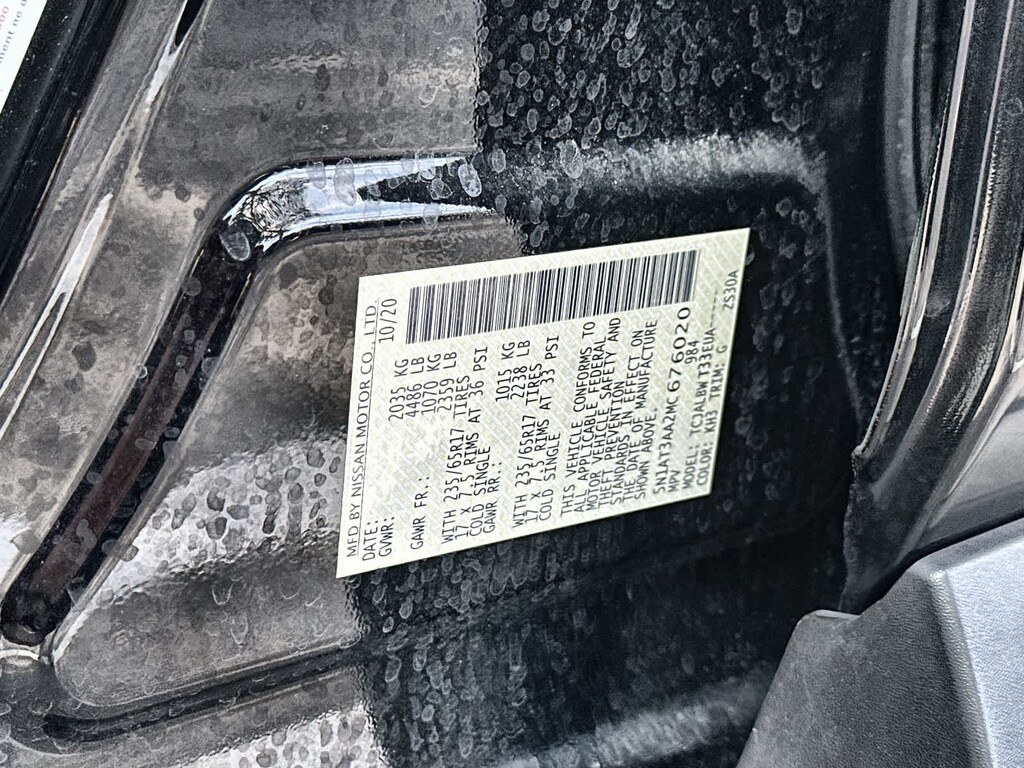 MFD BY NISSAN MOTOR CO., LTD.
DATE: 10/20
GVWR: 2035 KG
4486 LB
GAWR FR.: 1070 KG
2359 LB
WITH 235/65R17 TIRES
17 x 7.5 RIMS AT 36 PSI
COLD SINGLE
GAWR RR.: 1015 KG
2238 LB
WITH 235/65R17 TIRES
17 x 7.5 RIMS AT 33 PSI
COLD SINGLE
THIS VEHICLE CONFORMS TO
ALL APPLICABLE FEDERAL
MOTOR VEHICLE SAFETY AND
THEFT PREVENTION
STANDARDS IN EFFECT ON
THE DATE OF MANUFACTURE
SHOWN ABOVE.
5N1AT3AA2MC676020
MPV 984
MODEL: TCJALBWT33EUA-----
COLOR: KH3 TRIM: G ZS30A